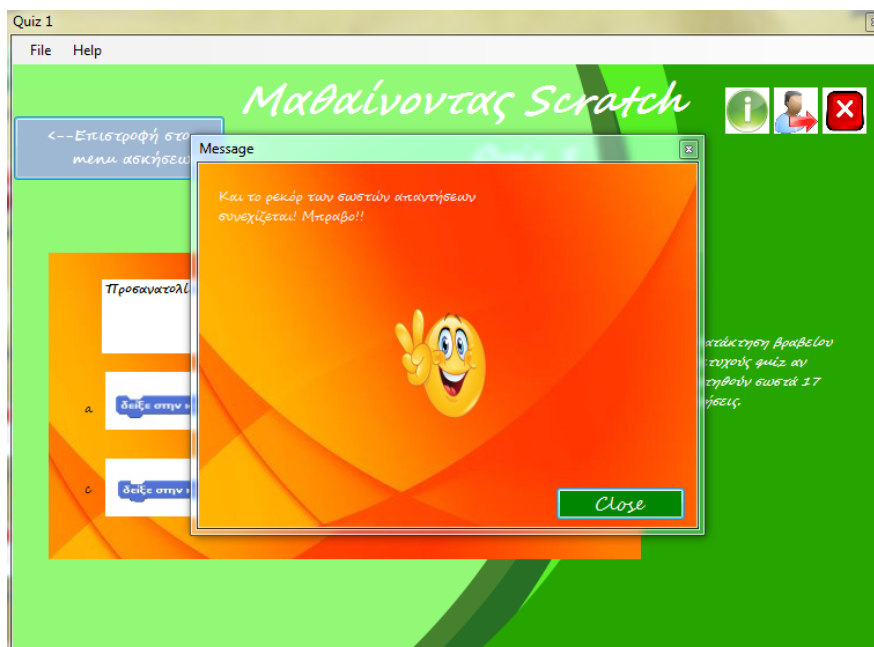 Quiz 1
File Help
Μαθαίνοντας Scratch
<--Επιστροφή στο
menu ασκήσεω
Message
Και το ρεκόρ των σωστών απαντήσεων
συνεχίζεται! Μπραβο!!
Προσανατολί
ατάκτηση βραβείου
τυχούς quiz αν
τηθούν σωστά 17
ήσεις.
a
δείξε στην κ
c
δείξε στην κ
Close